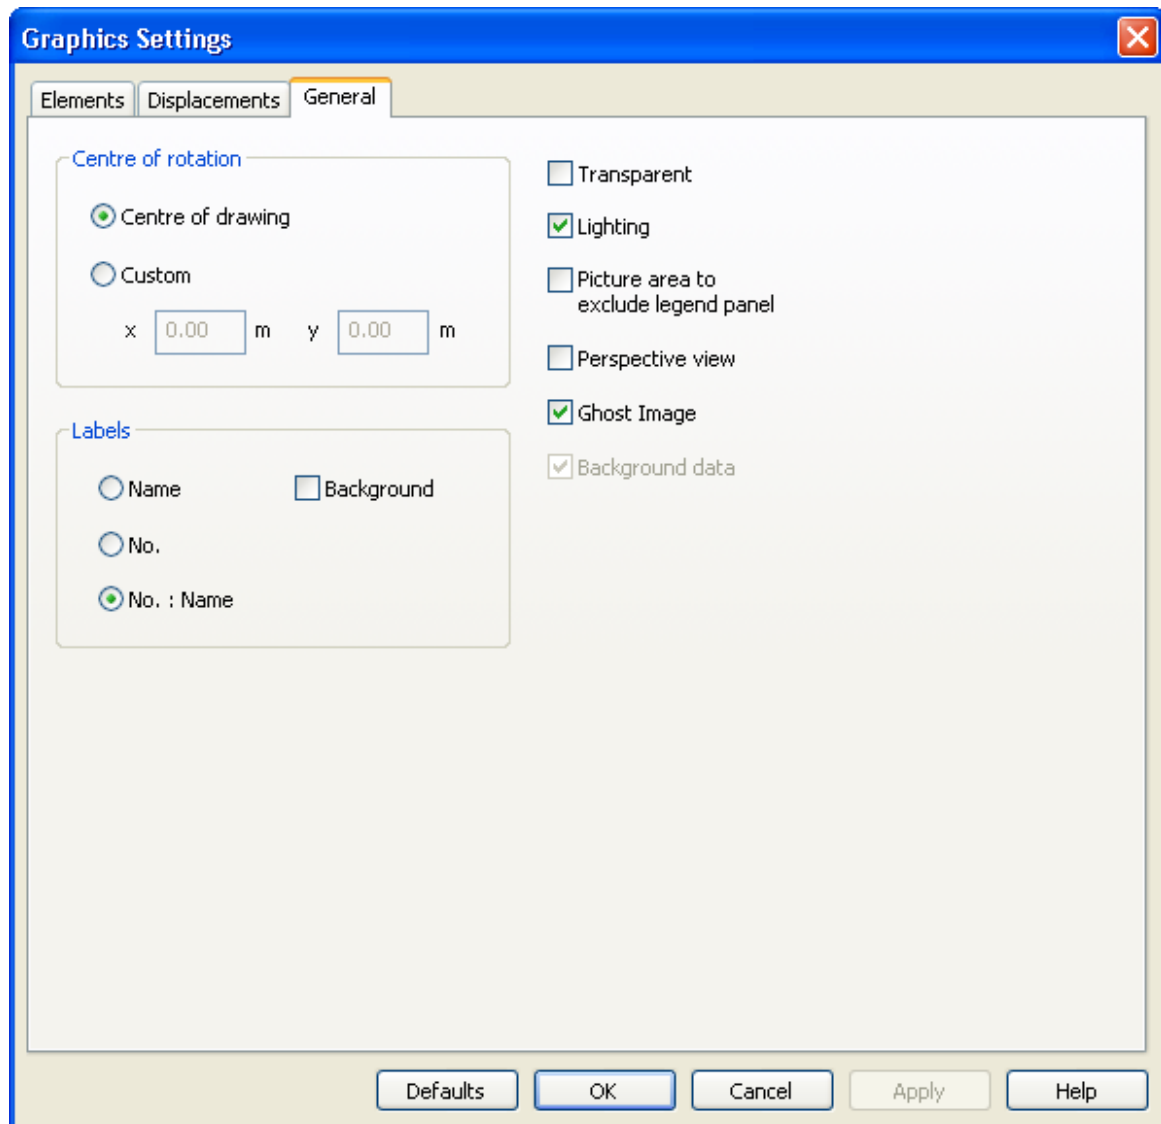 Graphics Settings
Elements Displacements General
Centre of rotation
Centre of drawing
Custom
x 0.00 m y 0.00 m
Labels
Name Background
No.
No. : Name
Transparent
Lighting
Picture area to
exclude legend panel
Perspective view
Ghost Image
Background data
Defaults OK Cancel Apply Help